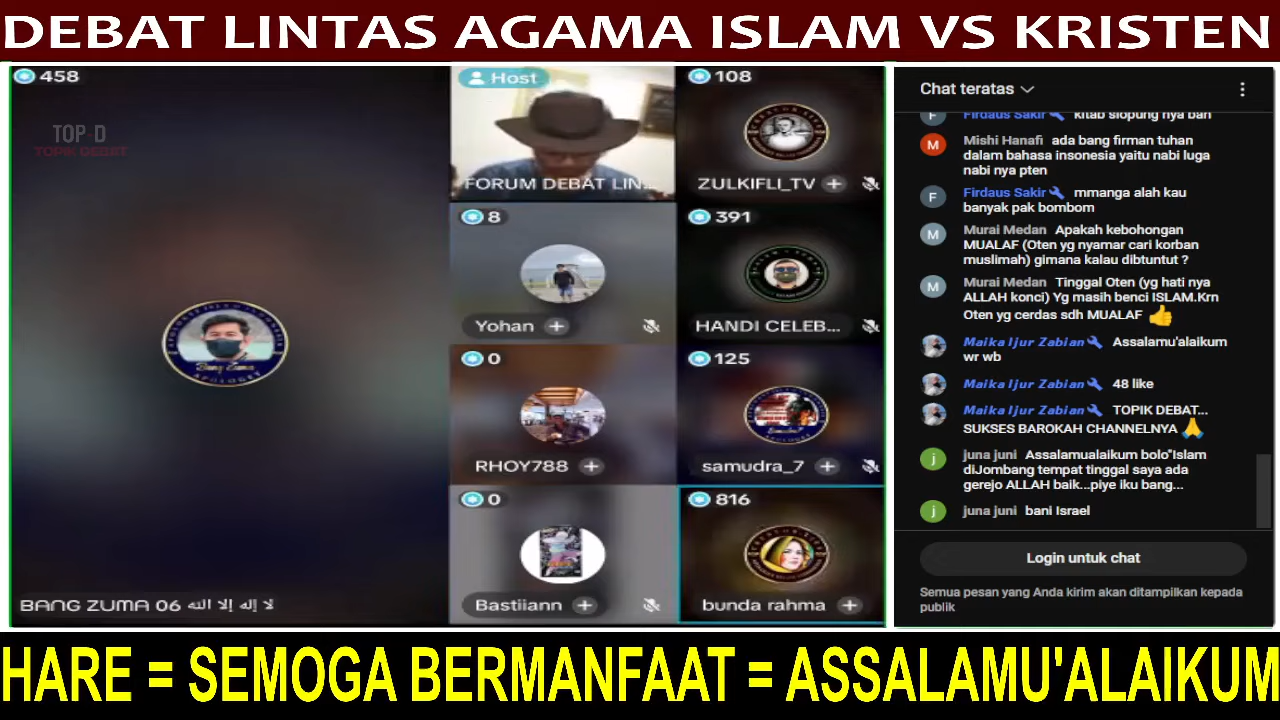 DEBAT LINTAS AGAMA ISLAM VS KRISTEN
458
TOP D
TOPIK DEBAT
Bang Zuma
APOLOGET
BANG ZUMA 06 لا إله إلا الله
Host
FORUM DEBAT LIN...
108
ZULKIFLI_TV
8
Yohan
391
HANDI CELEB...
0
RHOY788
125
samudra_7
0
Bastiiann
816
bunda rahma
Chat teratas
Firdaus Sakir kitab siopung nya bah
M Mishi Hanafi ada bang firman tuhan
dalam bahasa insonesia yaitu nabi luga
nabi nya pten
F Firdaus Sakir mmanga alah kau
banyak pak bombom
M Murai Medan Apakah kebohongan
MUALAF (Oten yg nyamar cari korban
muslimah) gimana kalau dibtuntut ?
M Murai Medan Tinggal Oten (yg hati nya
ALLAH konci) Yg masih benci ISLAM.Krn
Oten yg cerdas sdh MUALAF 👍
Maika Ijur Zabian Assalamu'alaikum
wr wb
Maika Ijur Zabian 48 like
Maika Ijur Zabian TOPIK DEBAT...
SUKSES BAROKAH CHANNELNYA 🙏
j juna juni Assalamualaikum bolo"Islam
diJombang tempat tinggal saya ada
gerejo ALLAH baik...piye iku bang...
j juna juni bani Israel
Login untuk chat
Semua pesan yang Anda kirim akan ditampilkan kepada
publik
HARE = SEMOGA BERMANFAAT = ASSALAMU'ALAIKUM